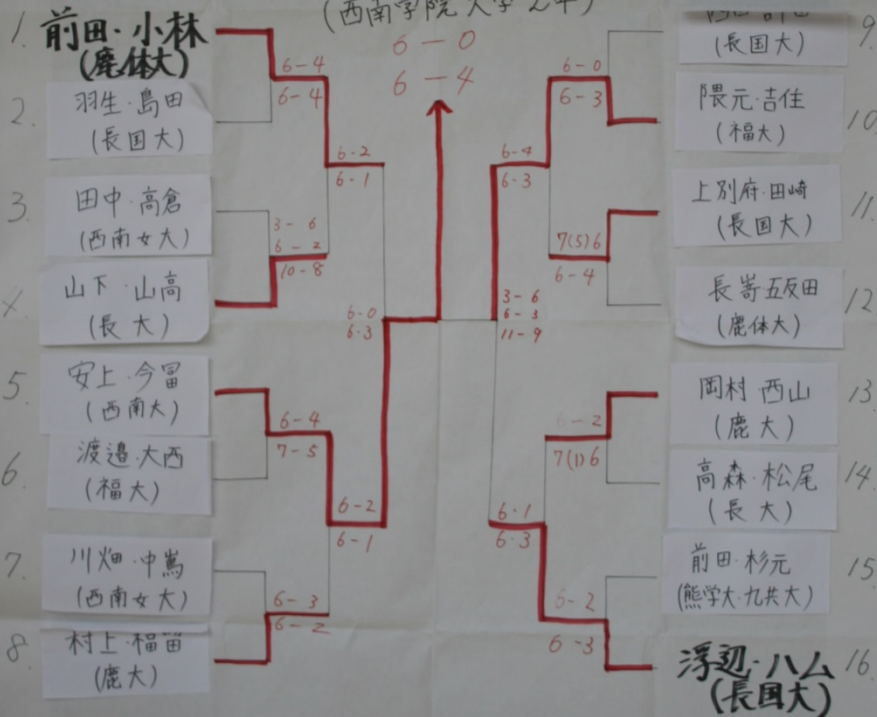 (西南学院大学2年)
6-0
6-4
1. 前田・小林
(鹿体大)
2. 羽生・島田
(長国大)
3. 田中・高倉
(西南女大)
4. 山下・山高
(長大)
5. 安上・今冨
(西南大)
6. 渡邉・大西
(福大)
7. 川畑・中嶌
(西南女大)
8. 村上・福留
(鹿大)
6-4
6-4
3-6
6-2
10-8
6-4
7-5
6-3
6-2
6-2
6-1
6-2
6-1
6-0
6-3
9.
(長国大)
10. 隈元・吉住
(福大)
11. 上別府・田崎
(長国大)
12. 長嵜・五反田
(鹿体大)
13. 岡村・西山
(鹿大)
14. 高森・松尾
(長大)
15. 前田・杉元
(熊学大・九共大)
16. 浮辺・ハム
(長国大)
6-0
6-3
7(5)6
6-4
6-2
7(1)6
6-2
6-3
6-4
6-3
6-1
6-3
3-6
6-3
11-9